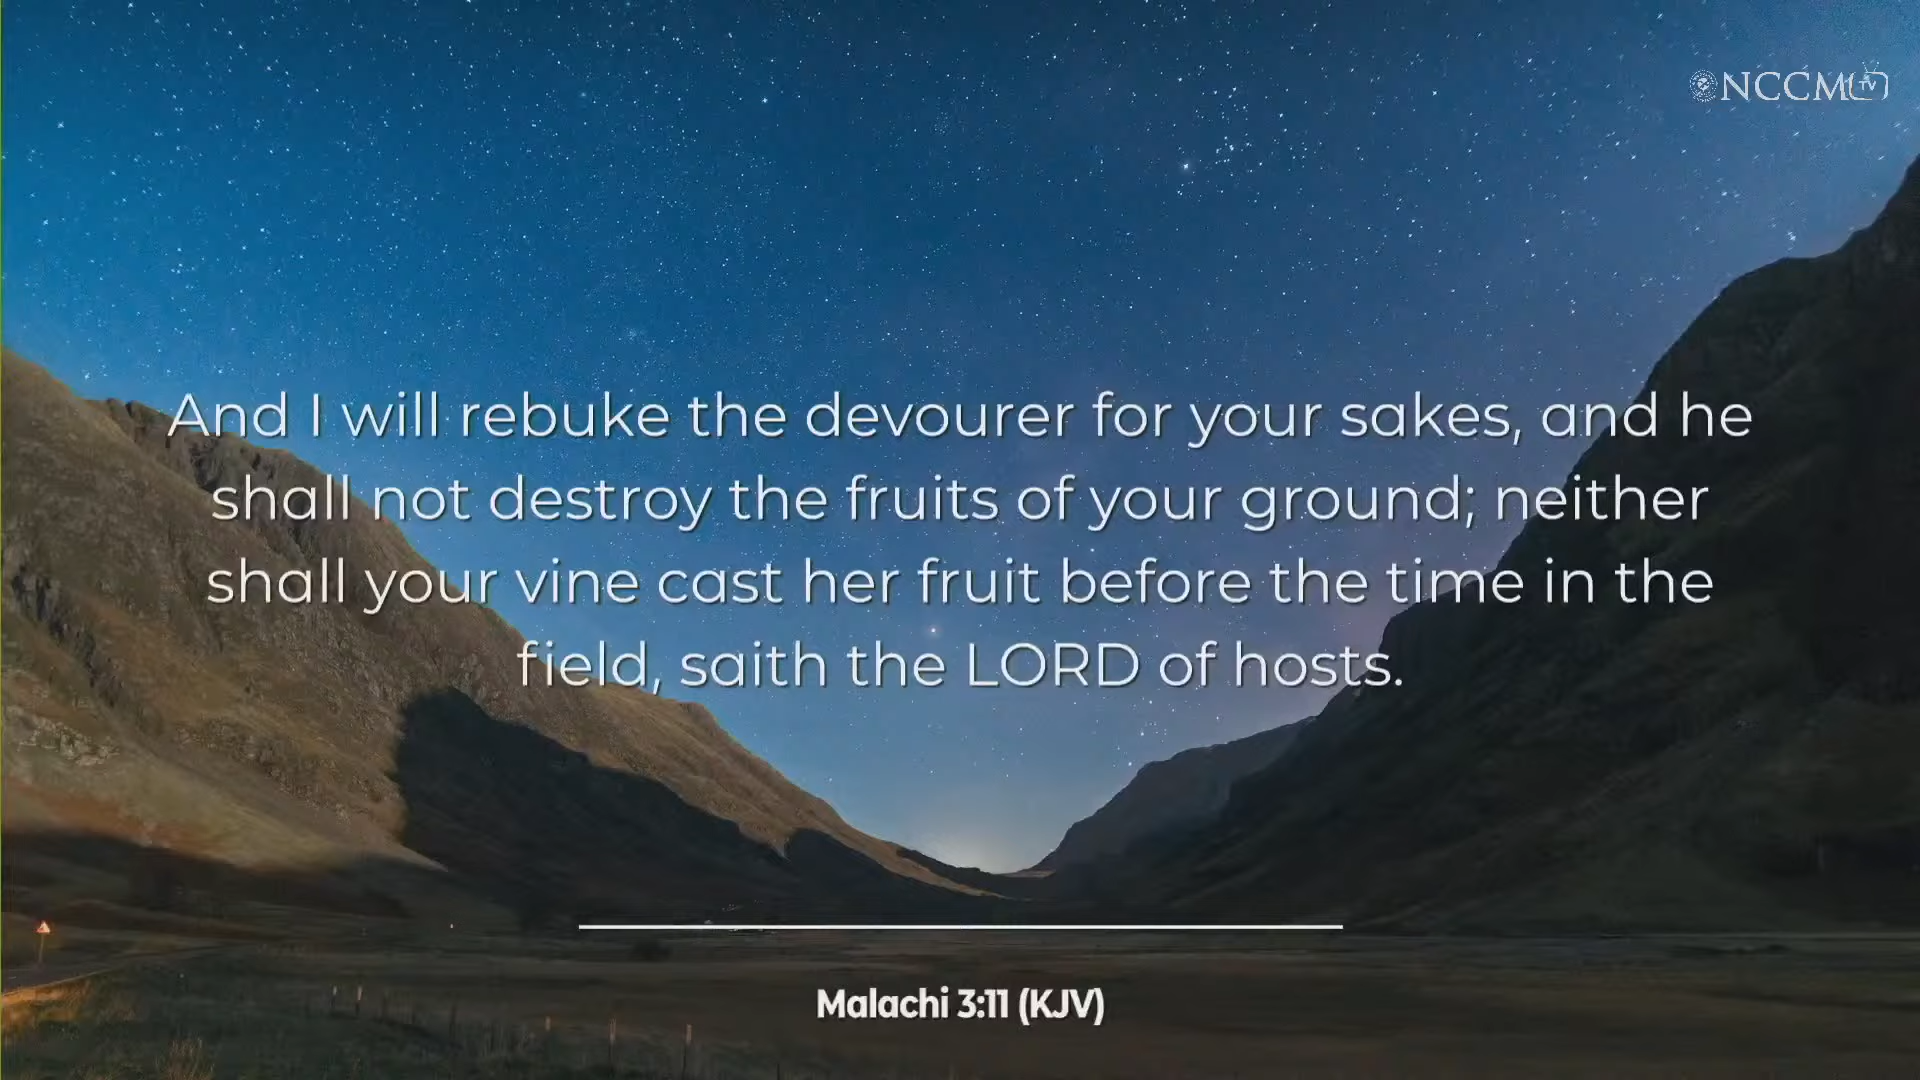 NCCM TV
And I will rebuke the devourer for your sakes, and he
shall not destroy the fruits of your ground; neither
shall your vine cast her fruit before the time in the
field, saith the LORD of hosts.
Malachi 3:11 (KJV)